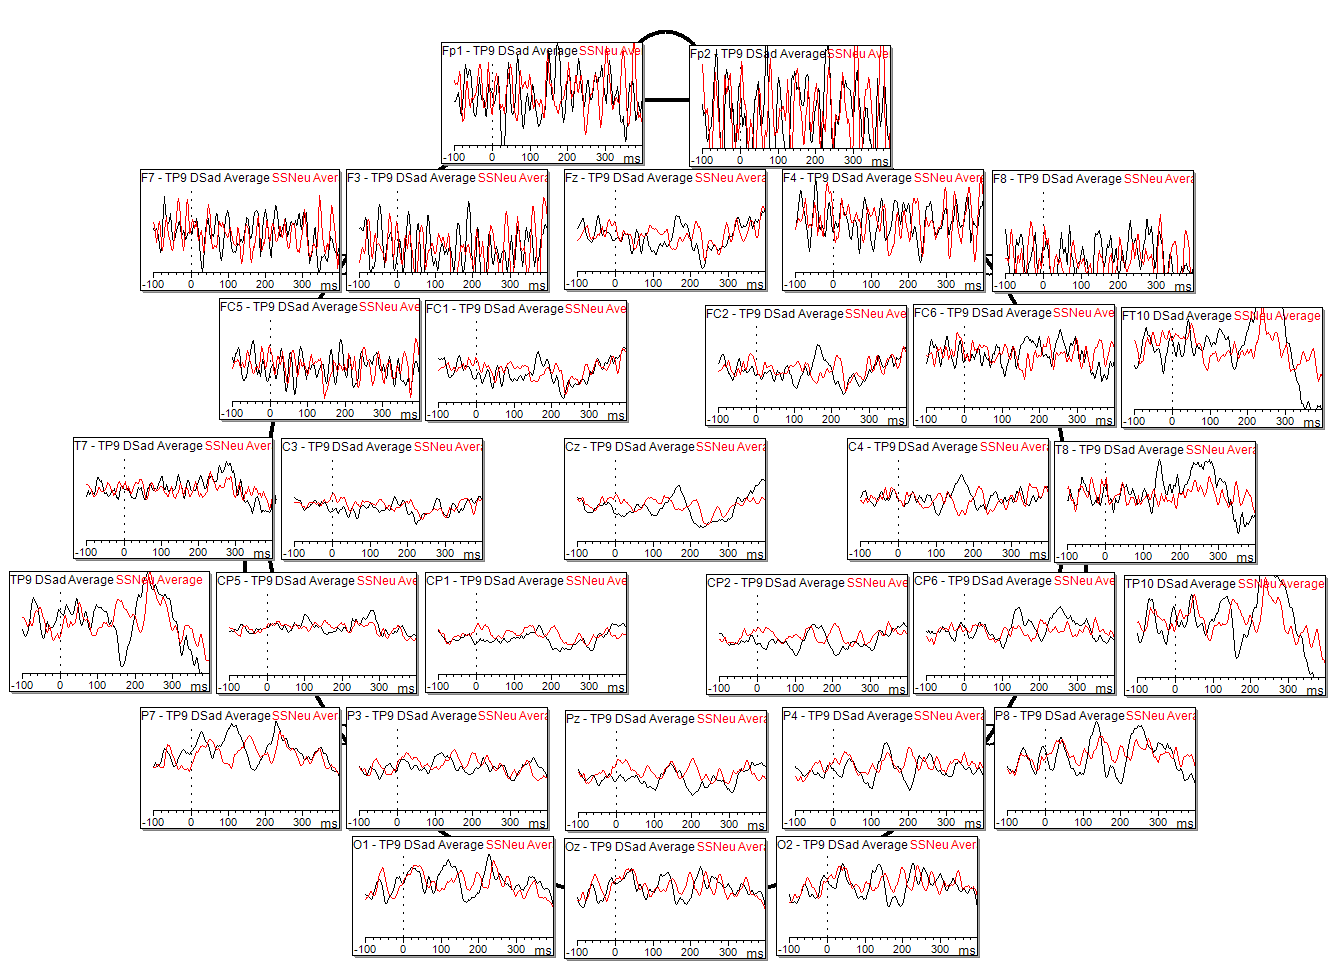 Fp1 - TP9 DSad Average SSNeu Ave
-100 0 100 200 300 ms
Fp2 - TP9 DSad Average SSNeu Ave
-100 0 100 200 300 ms
F7 - TP9 DSad Average SSNeu Avera
-100 0 100 200 300 ms
F3 - TP9 DSad Average SSNeu Avera
-100 0 100 200 300 ms
Fz - TP9 DSad Average SSNeu Avera
-100 0 100 200 300 ms
F4 - TP9 DSad Average SSNeu Avera
-100 0 100 200 300 ms
F8 - TP9 DSad Average SSNeu Avera
-100 0 100 200 300 ms
FC5 - TP9 DSad Average SSNeu Av
-100 0 100 200 300 ms
FC1 - TP9 DSad Average SSNeu Ave
-100 0 100 200 300 ms
FC2 - TP9 DSad Average SSNeu Ave
-100 0 100 200 300 ms
FC6 - TP9 DSad Average SSNeu Ave
-100 0 100 200 300 ms
FT10 DSad Average SSNeu Average
-100 0 100 200 300 ms
T7 - TP9 DSad Average SSNeu Aver
-100 0 100 200 300 ms
C3 - TP9 DSad Average SSNeu Avera
-100 0 100 200 300 ms
Cz - TP9 DSad Average SSNeu Avera
-100 0 100 200 300 ms
C4 - TP9 DSad Average SSNeu Avera
-100 0 100 200 300 ms
T8 - TP9 DSad Average SSNeu Avera
-100 0 100 200 300 ms
TP9 DSad Average SSNeu Average
-100 0 100 200 300 ms
CP5 - TP9 DSad Average SSNeu Ave
-100 0 100 200 300 ms
CP1 - TP9 DSad Average SSNeu Ave
-100 0 100 200 300 ms
CP2 - TP9 DSad Average SSNeu Ave
-100 0 100 200 300 ms
CP6 - TP9 DSad Average SSNeu Ave
-100 0 100 200 300 ms
TP10 DSad Average SSNeu Average
-100 0 100 200 300 ms
P7 - TP9 DSad Average SSNeu Avera
-100 0 100 200 300 ms
P3 - TP9 DSad Average SSNeu Avera
-100 0 100 200 300 ms
Pz - TP9 DSad Average SSNeu Avera
-100 0 100 200 300 ms
P4 - TP9 DSad Average SSNeu Avera
-100 0 100 200 300 ms
P8 - TP9 DSad Average SSNeu Avera
-100 0 100 200 300 ms
O1 - TP9 DSad Average SSNeu Aver
-100 0 100 200 300 ms
Oz - TP9 DSad Average SSNeu Aver
-100 0 100 200 300 ms
O2 - TP9 DSad Average SSNeu Aver
-100 0 100 200 300 ms